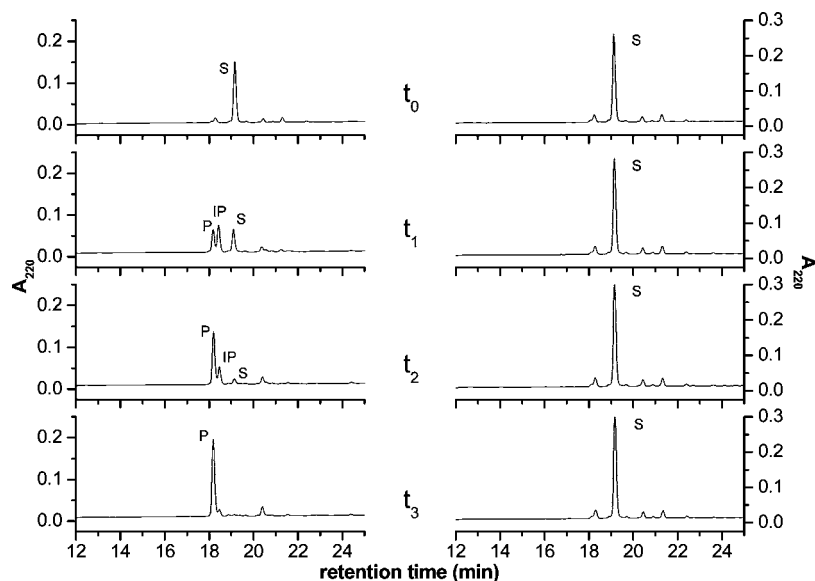 0.2 0.1 0.0 S t0 S 0.3 0.2 0.1 0.0
0.2 0.1 0.0 P IP S t1 S 0.3 0.2 0.1 0.0
A220 A220
0.2 0.1 0.0 P IP S t2 S 0.3 0.2 0.1 0.0
0.2 0.1 0.0 P t3 S 0.3 0.2 0.1 0.0
12 14 16 18 20 22 24 12 14 16 18 20 22 24
retention time (min)